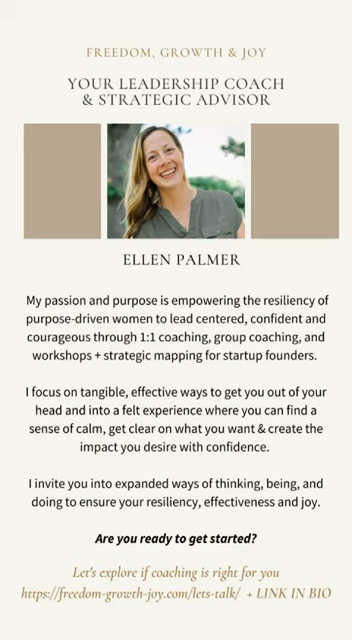 FREEDOM, GROWTH & JOY
YOUR LEADERSHIP COACH
& STRATEGIC ADVISOR
ELLEN PALMER
My passion and purpose is empowering the resiliency of
purpose-driven women to lead centered, confident and
courageous through 1:1 coaching, group coaching, and
workshops + strategic mapping for startup founders.
I focus on tangible, effective ways to get you out of your
head and into a felt experience where you can find a
sense of calm, get clear on what you want & create the
impact you desire with confidence.
I invite you into expanded ways of thinking, being, and
doing to ensure your resiliency, effectiveness and joy.
Are you ready to get started?
Let's explore if coaching is right for you
https://freedom-growth-joy.com/lets-talk/ + LINK IN BIO